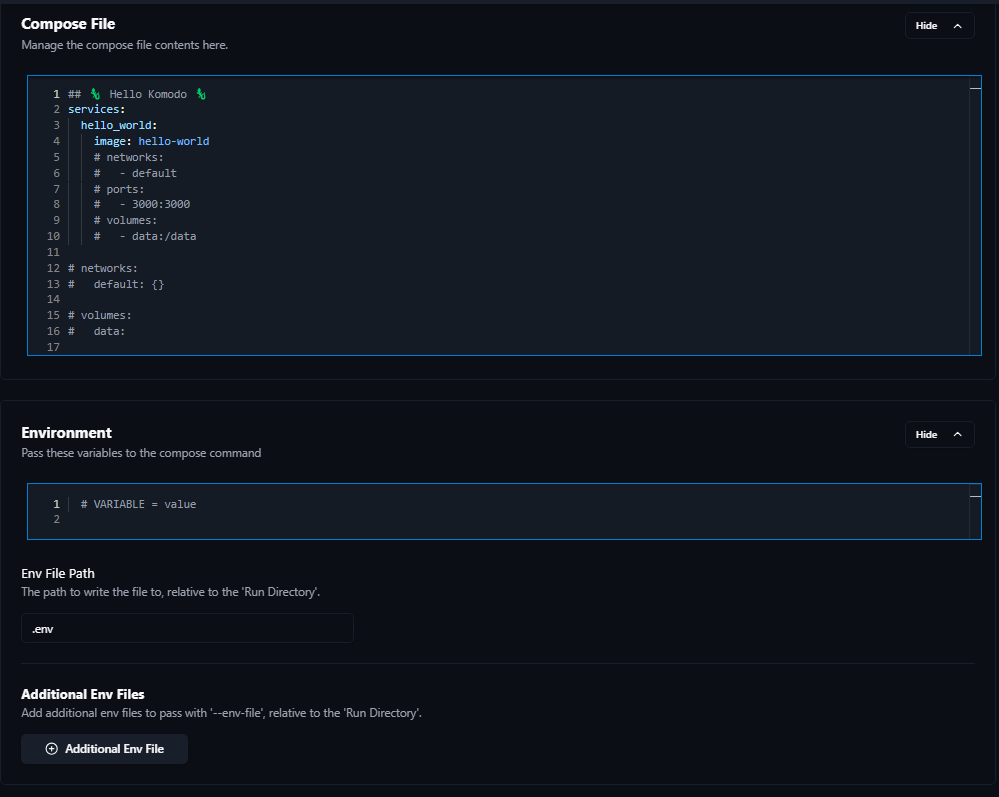 Compose File
Hide
Manage the compose file contents here.
1 ## 🦎 Hello Komodo 🦎
2 services:
3   hello_world:
4     image: hello-world
5     # networks:
6     #   - default
7     # ports:
8     #   - 3000:3000
9     # volumes:
10     #   - data:/data
11
12 # networks:
13 #   default: {}
14
15 # volumes:
16 #   data:
17
Environment
Hide
Pass these variables to the compose command
1   # VARIABLE = value
2
Env File Path
The path to write the file to, relative to the 'Run Directory'.
.env
Additional Env Files
Add additional env files to pass with '--env-file', relative to the 'Run Directory'.
Additional Env File